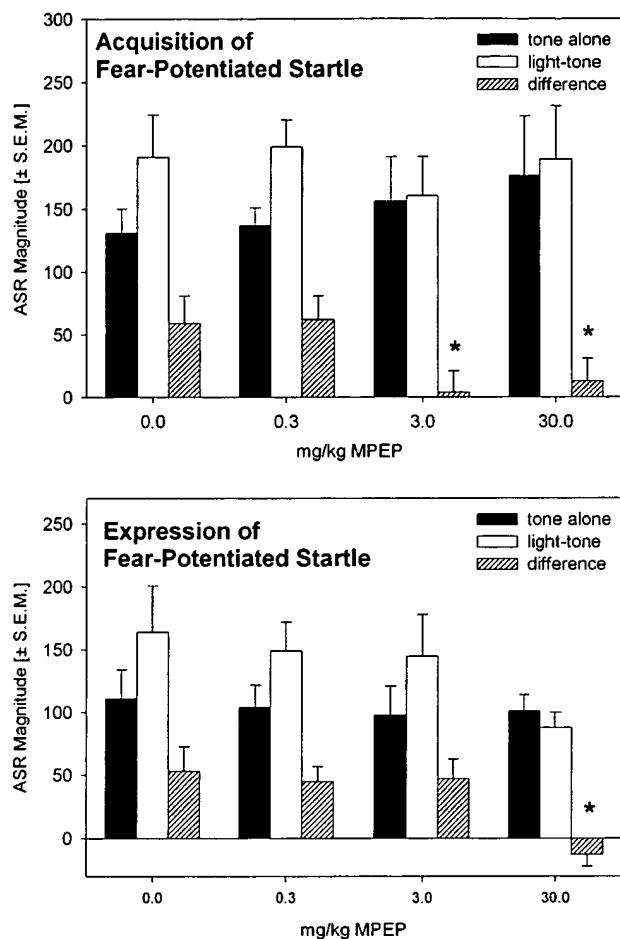 Acquisition of
Fear-Potentiated Startle
tone alone
light-tone
difference
ASR Magnitude [± S.E.M.]
300
250
200
150
100
50
0
*
*
0.0 0.3 3.0 30.0
mg/kg MPEP
Expression of
Fear-Potentiated Startle
tone alone
light-tone
difference
ASR Magnitude [± S.E.M.]
250
200
150
100
50
0
*
0.0 0.3 3.0 30.0
mg/kg MPEP